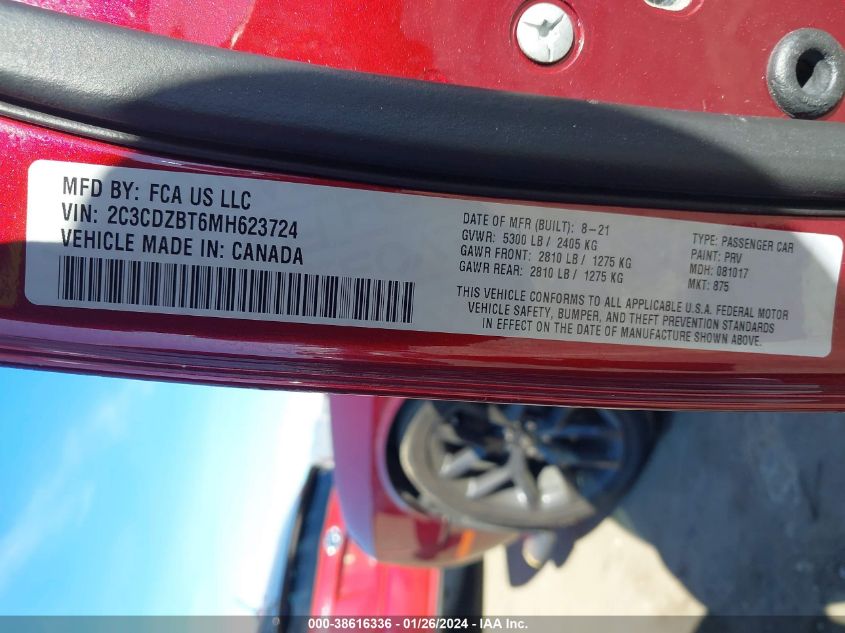 MFD BY: FCA US LLC
VIN: 2C3CDZBT6MH623724
VEHICLE MADE IN: CANADA
DATE OF MFR (BUILT): 8-21
GVWR: 5300 LB / 2405 KG
GAWR FRONT: 2810 LB / 1275 KG
GAWR REAR: 2810 LB / 1275 KG
TYPE: PASSENGER CAR
PAINT: PRV
MDH: 081017
MKT: 875
THIS VEHICLE CONFORMS TO ALL APPLICABLE U.S.A. FEDERAL MOTOR
VEHICLE SAFETY, BUMPER, AND THEFT PREVENTION STANDARDS
IN EFFECT ON THE DATE OF MANUFACTURE SHOWN ABOVE.
000-38616336 - 01/26/2024 - IAA Inc.